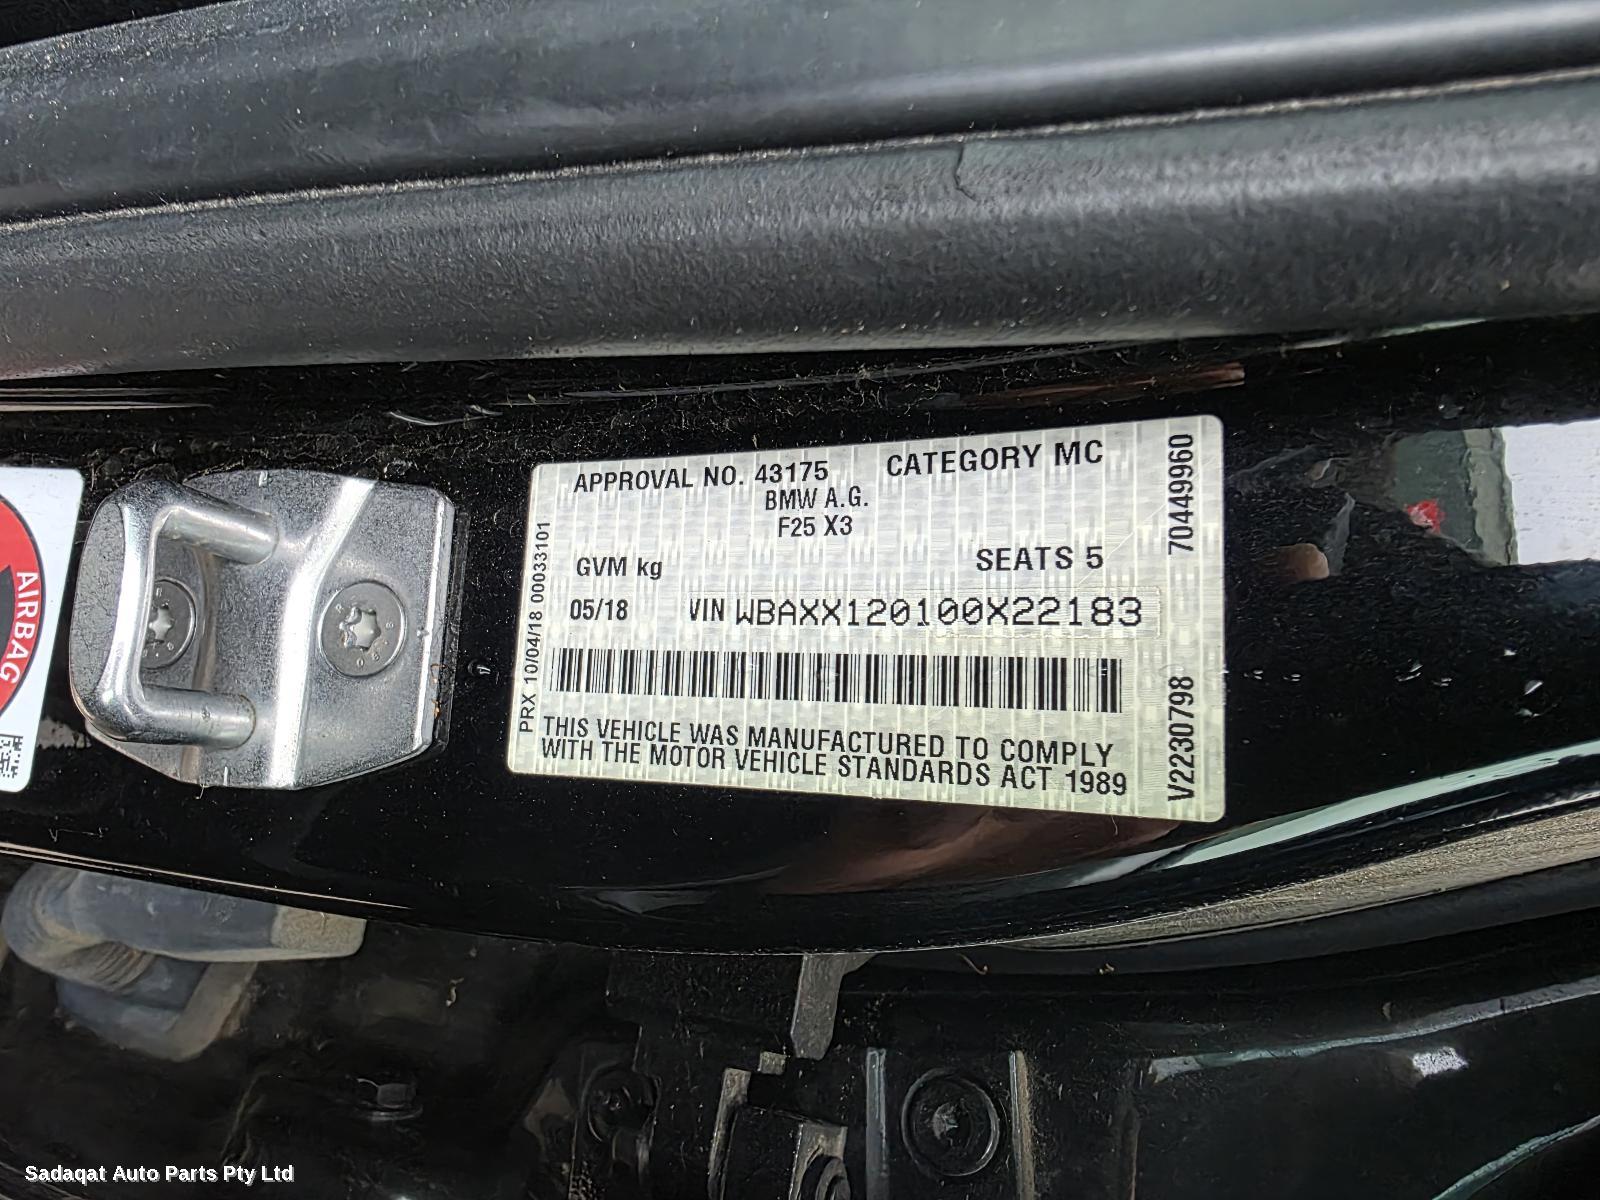 APPROVAL NO. 43175 CATEGORY MC
BMW A.G.
F25 X3
GVM kg SEATS 5
05/18 VIN WBAXX120100X22183
THIS VEHICLE WAS MANUFACTURED TO COMPLY
WITH THE MOTOR VEHICLE STANDARDS ACT 1989
PRX 10/04/18 00033101
70449960
V2230798
AIRBAG
Sadaqat Auto Parts Pty Ltd